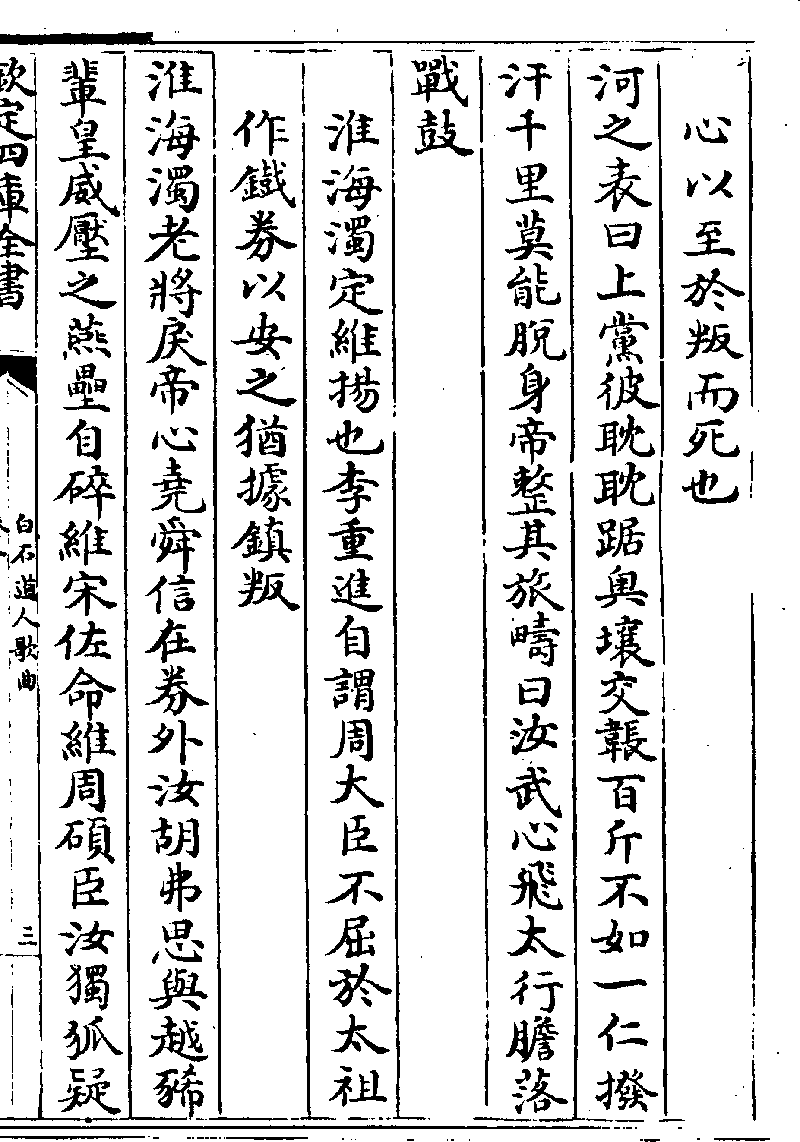 心以至於叛而死也
河之表曰上黨彼耽耽踞奥壤交韔百斤不如一仁撥
汗千里莫能脫身帝整其旅疇曰汝武心飛太行膽落
戰鼓
淮海濁定維揚也李重進自謂周大臣不屈於太祖
作鐵券以安之猶據鎮叛
淮海濁老將戾帝心堯舜信在券外汝胡弗思與越豨
輩皇威壓之燕壘自碎維宋佐命維周碩臣汝獨狐疑
欽定四庫全書
白石道人歌曲
三